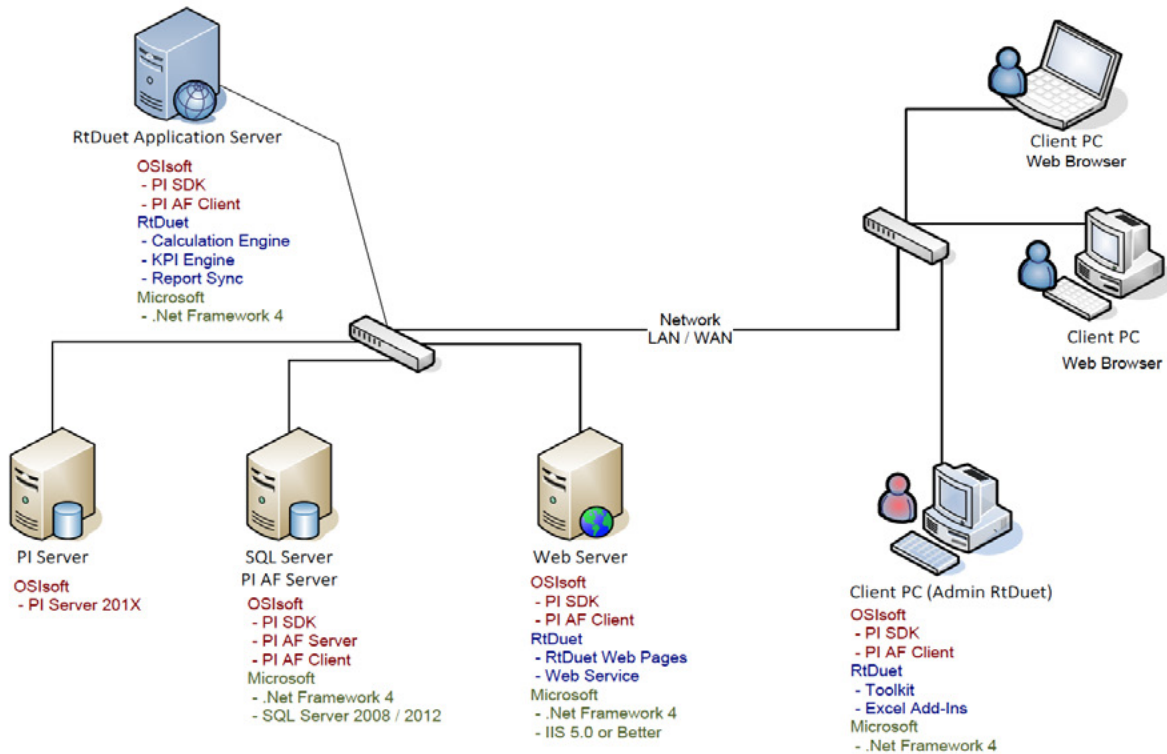 RtDuet Application Server
OSIsoft
- PI SDK
- PI AF Client
RtDuet
- Calculation Engine
- KPI Engine
- Report Sync
Microsoft
- .Net Framework 4
Client PC
Web Browser
Client PC
Web Browser
Network
LAN / WAN
PI Server
OSIsoft
- PI Server 201X
SQL Server
PI AF Server
OSIsoft
- PI SDK
- PI AF Server
- PI AF Client
Microsoft
- .Net Framework 4
- SQL Server 2008 / 2012
Web Server
OSIsoft
- PI SDK
- PI AF Client
RtDuet
- RtDuet Web Pages
- Web Service
Microsoft
- .Net Framework 4
- IIS 5.0 or Better
Client PC (Admin RtDuet)
OSIsoft
- PI SDK
- PI AF Client
RtDuet
- Toolkit
- Excel Add-Ins
Microsoft
- .Net Framework 4